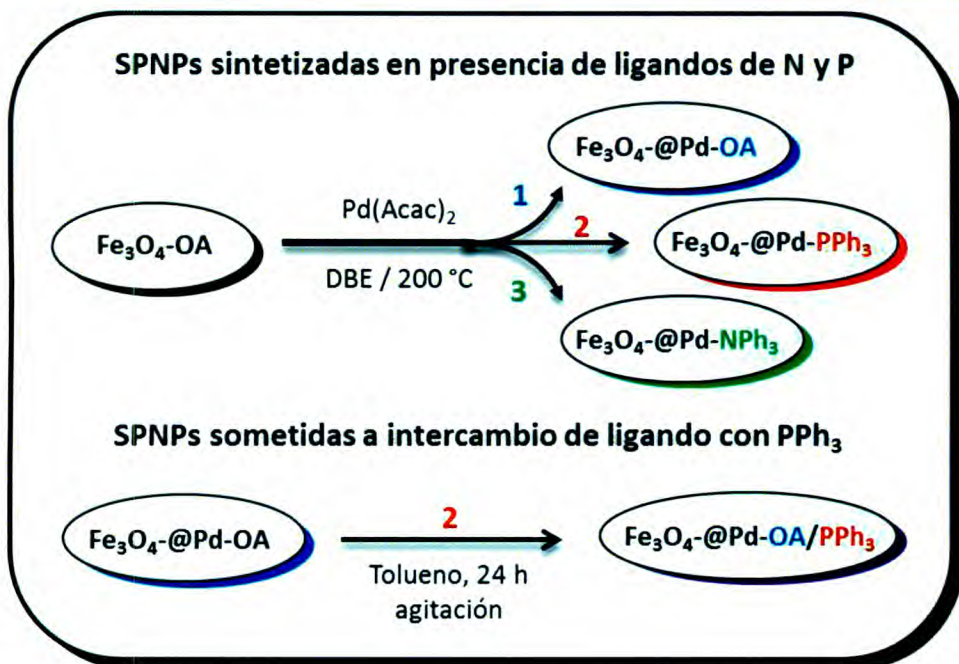 SPNPs sintetizadas en presencia de ligandos de N y P
Fe₃O₄-@Pd-OA
Pd(Acac)₂
1
2
Fe₃O₄-OA
Fe₃O₄-@Pd-PPh₃
DBE / 200 °C
3
Fe₃O₄-@Pd-NPh₃
SPNPs sometidas a intercambio de ligando con PPh₃
Fe₃O₄-@Pd-OA
2
Fe₃O₄-@Pd-OA/PPh₃
Tolueno, 24 h
agitación